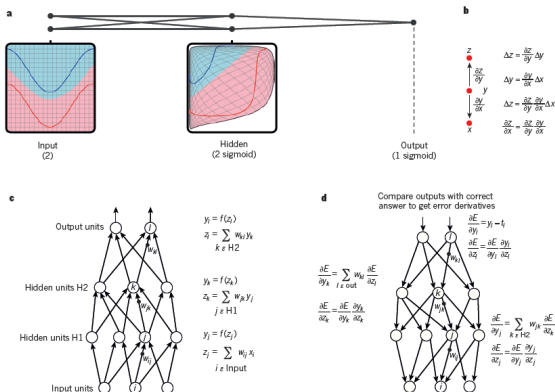 a
Input
(2)
Hidden
(2 sigmoid)
Output
(1 sigmoid)
b
z
∂z/∂y
y
∂y/∂x
x
Δz = ∂z/∂y Δy
Δy = ∂y/∂x Δx
Δz = ∂z/∂y ∂y/∂x Δx
∂z/∂x = ∂z/∂y ∂y/∂x
c
Output units
l
w_kl
Hidden units H2
k
w_jk
Hidden units H1
j
w_ij
Input units
i
y_l = f(z_l)
z_l = ∑ w_kl y_k
k ε H2
y_k = f(z_k)
z_k = ∑ w_jk y_j
j ε H1
y_j = f(z_j)
z_j = ∑ w_ij x_i
i ε Input
d
Compare outputs with correct
answer to get error derivatives
l
w_kl
k
w_jk
j
w_ij
i
∂E/∂y_l = y_l − t_l
∂E/∂z_l = ∂E/∂y_l ∂y_l/∂z_l
∂E/∂y_k = ∑ w_kl ∂E/∂z_l
l ε out
∂E/∂z_k = ∂E/∂y_k ∂y_k/∂z_k
∂E/∂y_j = ∑ w_jk ∂E/∂z_k
k ε H2
∂E/∂z_j = ∂E/∂y_j ∂y_j/∂z_j